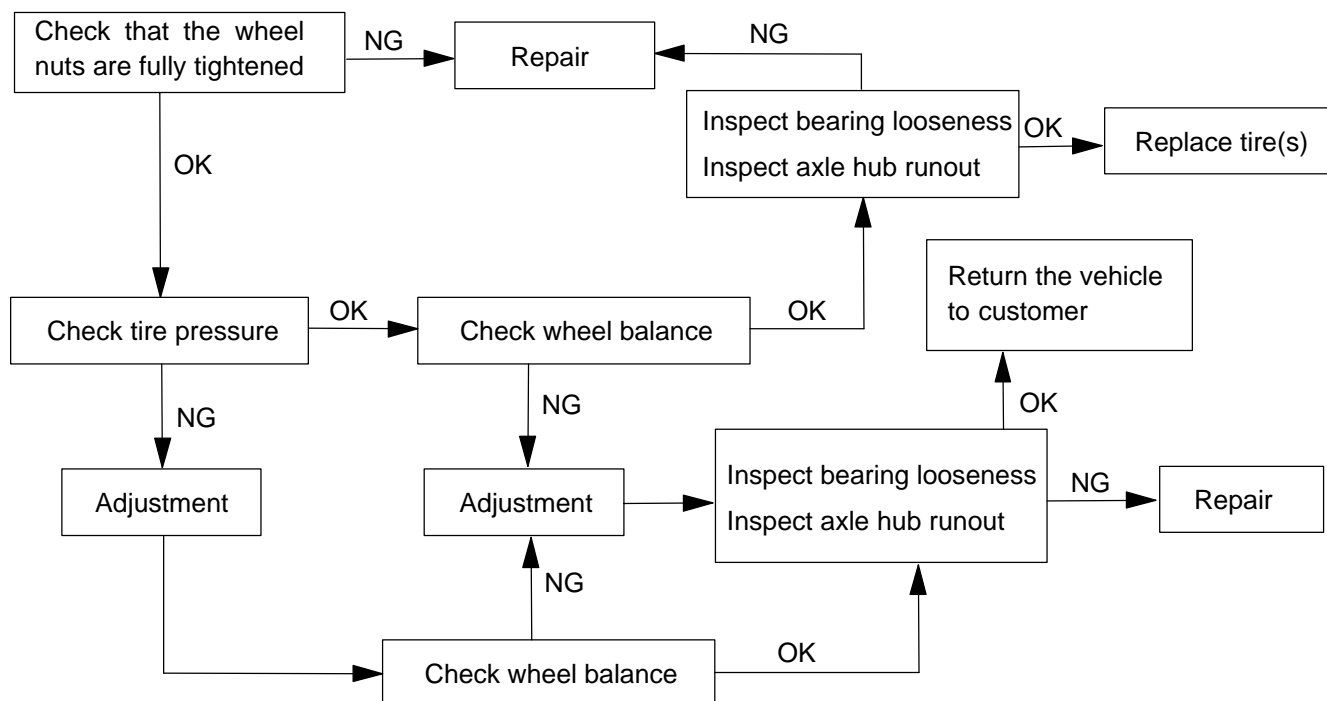 Check that the wheel
nuts are fully tightened
NG
Repair
NG
Inspect bearing looseness
Inspect axle hub runout
OK
Replace tire(s)
OK
Return the vehicle
to customer
Check tire pressure
OK
Check wheel balance
OK
NG
NG
OK
Adjustment
Adjustment
Inspect bearing looseness
Inspect axle hub runout
NG
Repair
NG
Check wheel balance
OK